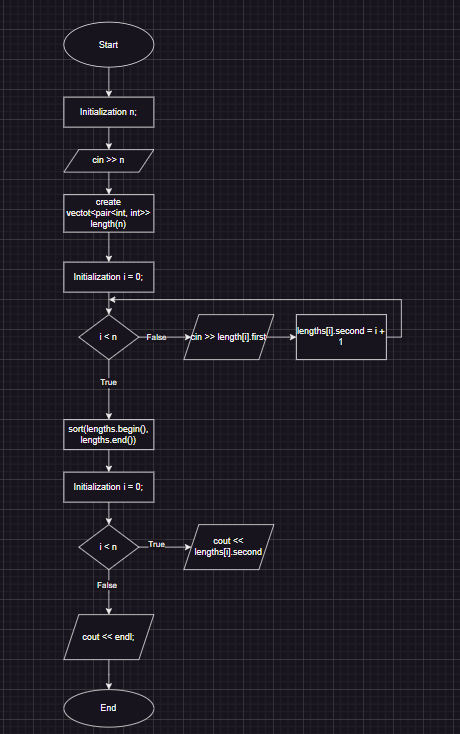 Start
Initialization n;
cin >> n
create
vectot<pair<int, int>>
length(n)
Initialization i = 0;
i < n
False
cin >> length[i].first
lengths[i].second = i +
1
True
sort(lengths.begin(),
lengths.end())
Initialization i = 0;
i < n
True
cout <<
lengths[i].second
False
cout << endl;
End